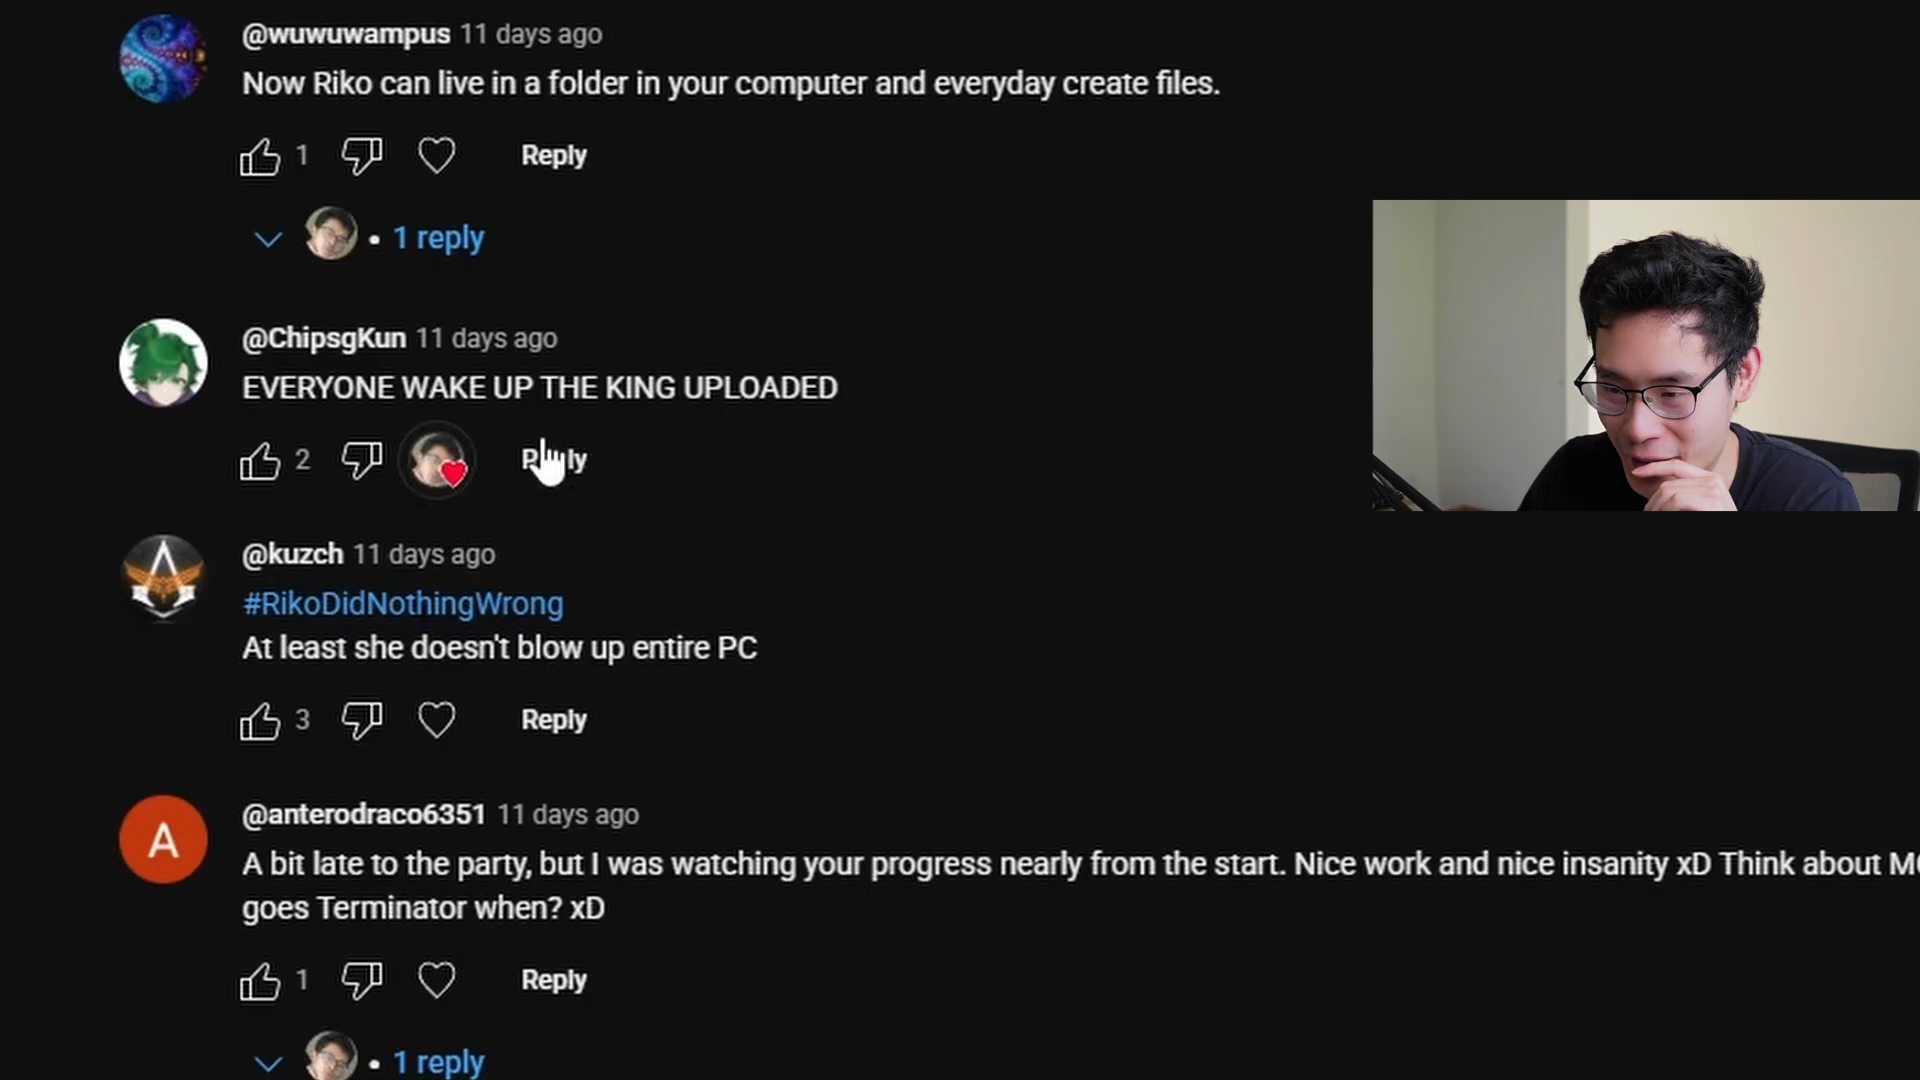 @wuwuwampus 11 days ago
Now Riko can live in a folder in your computer and everyday create files.
1 Reply
• 1 reply
@ChipsgKun 11 days ago
EVERYONE WAKE UP THE KING UPLOADED
2 Reply
@kuzch 11 days ago
#RikoDidNothingWrong
At least she doesn't blow up entire PC
3 Reply
A @anterodraco6351 11 days ago
A bit late to the party, but I was watching your progress nearly from the start. Nice work and nice insanity xD Think about
goes Terminator when? xD
1 Reply
• 1 reply